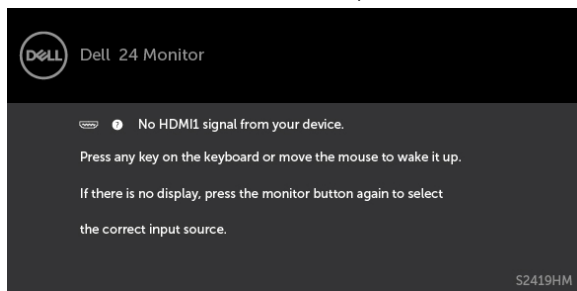 DELL Dell 24 Monitor
? No HDMI1 signal from your device.
Press any key on the keyboard or move the mouse to wake it up.
If there is no display, press the monitor button again to select
the correct input source.
S2419HM